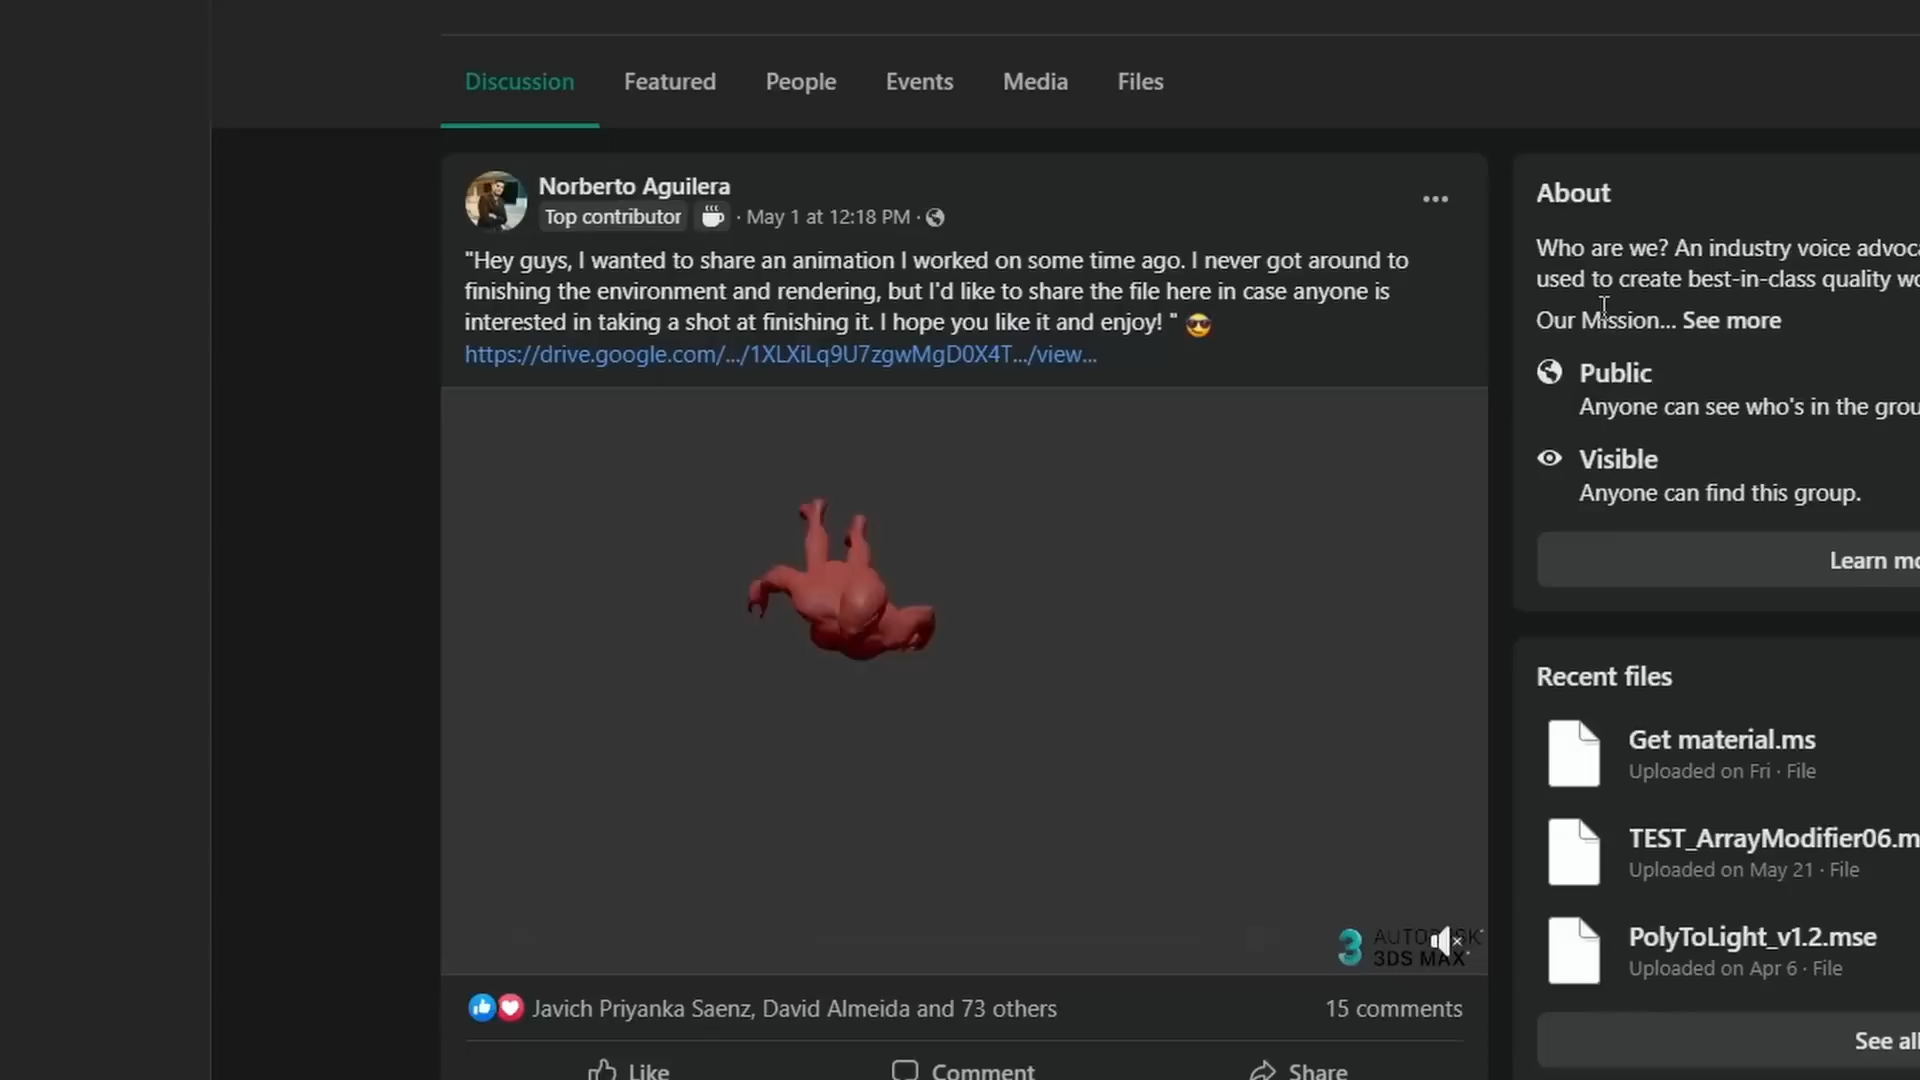 Discussion
Featured
People
Events
Media
Files
Norberto Aguilera
Top contributor · May 1 at 12:18 PM ·
"Hey guys, I wanted to share an animation I worked on some time ago. I never got around to
finishing the environment and rendering, but I'd like to share the file here in case anyone is
interested in taking a shot at finishing it. I hope you like it and enjoy! " 😎
https://drive.google.com/.../1XLXiLq9U7zgwMgD0X4T.../view...
3 AUTODESK
3DS MAX
Javich Priyanka Saenz, David Almeida and 73 others
15 comments
Like
Comment
Share
About
Who are we? An industry voice advoca
used to create best-in-class quality wo
Our Mission... See more
Public
Anyone can see who's in the grou
Visible
Anyone can find this group.
Learn mo
Recent files
Get material.ms
Uploaded on Fri · File
TEST_ArrayModifier06.m
Uploaded on May 21 · File
PolyToLight_v1.2.mse
Uploaded on Apr 6 · File
See all